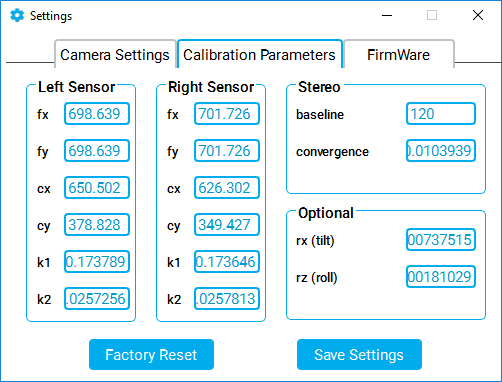 Settings
Camera Settings
Calibration Parameters
FirmWare
Left Sensor
fx 698.639
fy 698.639
cx 650.502
cy 378.828
k1 0.173789
k2 .0257256
Right Sensor
fx 701.726
fy 701.726
cx 626.302
cy 349.427
k1 0.173646
k2 .0257813
Stereo
baseline 120
convergence 0.0103939
Optional
rx (tilt) 00737515
rz (roll) 00181029
Factory Reset
Save Settings